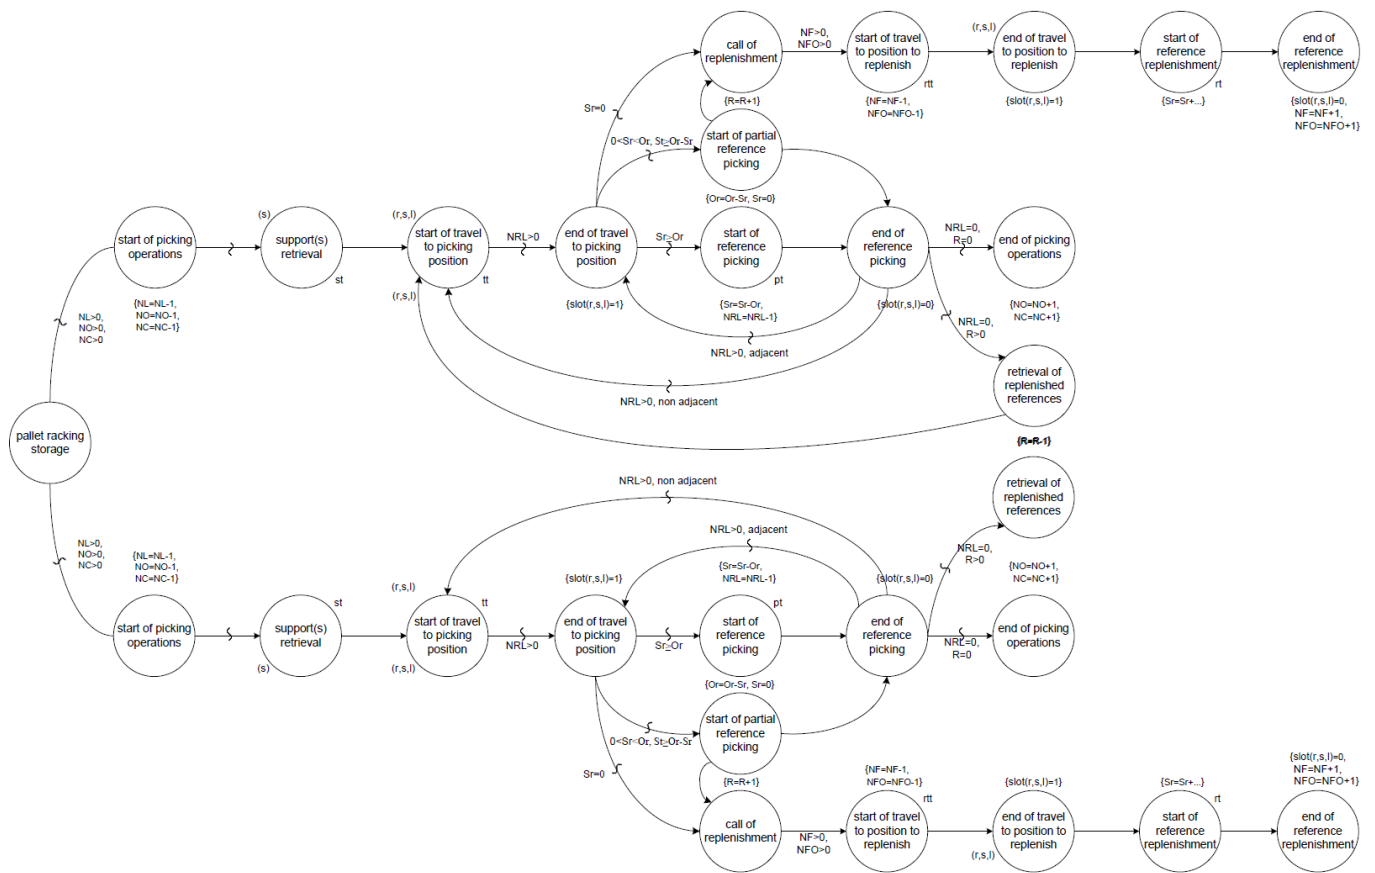 call of
replenishment
NF>0,
NFO>0
start of travel
to position to
replenish
rtt
(r,s,l)
end of travel
to position to
replenish
start of
reference
replenishment
rt
end of
reference
replenishment
Sr=0
{R=R+1}
{NF=NF-1,
NFO=NFO-1}
{slot(r,s,l)=1}
{Sr=Sr+...}
{slot(r,s,l)=0,
NF=NF+1,
NFO=NFO+1}
0<Sr<Or, St≥Or-Sr
start of partial
reference
picking
{Or=Or-Sr, Sr=0}
start of picking
operations
(s)
support(s)
retrieval
st
(r,s,l)
start of travel
to picking
position
tt
(r,s,l)
NRL>0
end of travel
to picking
position
Sr≥Or
start of
reference
picking
pt
end of
reference
picking
NRL=0,
R=0
end of picking
operations
NL>0,
NO>0,
NC>0
{NL=NL-1,
NO=NO-1,
NC=NC-1}
{slot(r,s,l)=1}
{Sr=Sr-Or,
NRL=NRL-1}
{slot(r,s,l)=0}
{NO=NO+1,
NC=NC+1}
NRL=0,
R>0
NRL>0, adjacent
NRL>0, non adjacent
retrieval of
replenished
references
{R=R-1}
pallet racking
storage
NRL>0, non adjacent
retrieval of
replenished
references
NRL>0, adjacent
NL>0,
NO>0,
NC>0
{NL=NL-1,
NO=NO-1,
NC=NC-1}
{slot(r,s,l)=1}
{Sr=Sr-Or,
NRL=NRL-1}
{slot(r,s,l)=0}
NRL=0,
R>0
{NO=NO+1,
NC=NC+1}
start of picking
operations
st
support(s)
retrieval
(s)
(r,s,l)
tt
start of travel
to picking
position
(r,s,l)
NRL>0
end of travel
to picking
position
Sr≥Or
pt
start of
reference
picking
end of
reference
picking
NRL=0,
R=0
end of picking
operations
{Or=Or-Sr, Sr=0}
start of partial
reference
picking
0<Sr<Or, St≥Or-Sr
Sr=0
{R=R+1}
{NF=NF-1,
NFO=NFO-1}
{slot(r,s,l)=1}
{Sr=Sr+...}
{slot(r,s,l)=0,
NF=NF+1,
NFO=NFO+1}
call of
replenishment
NF>0,
NFO>0
rtt
start of travel
to position to
replenish
end of travel
to position to
replenish
(r,s,l)
rt
start of
reference
replenishment
end of
reference
replenishment